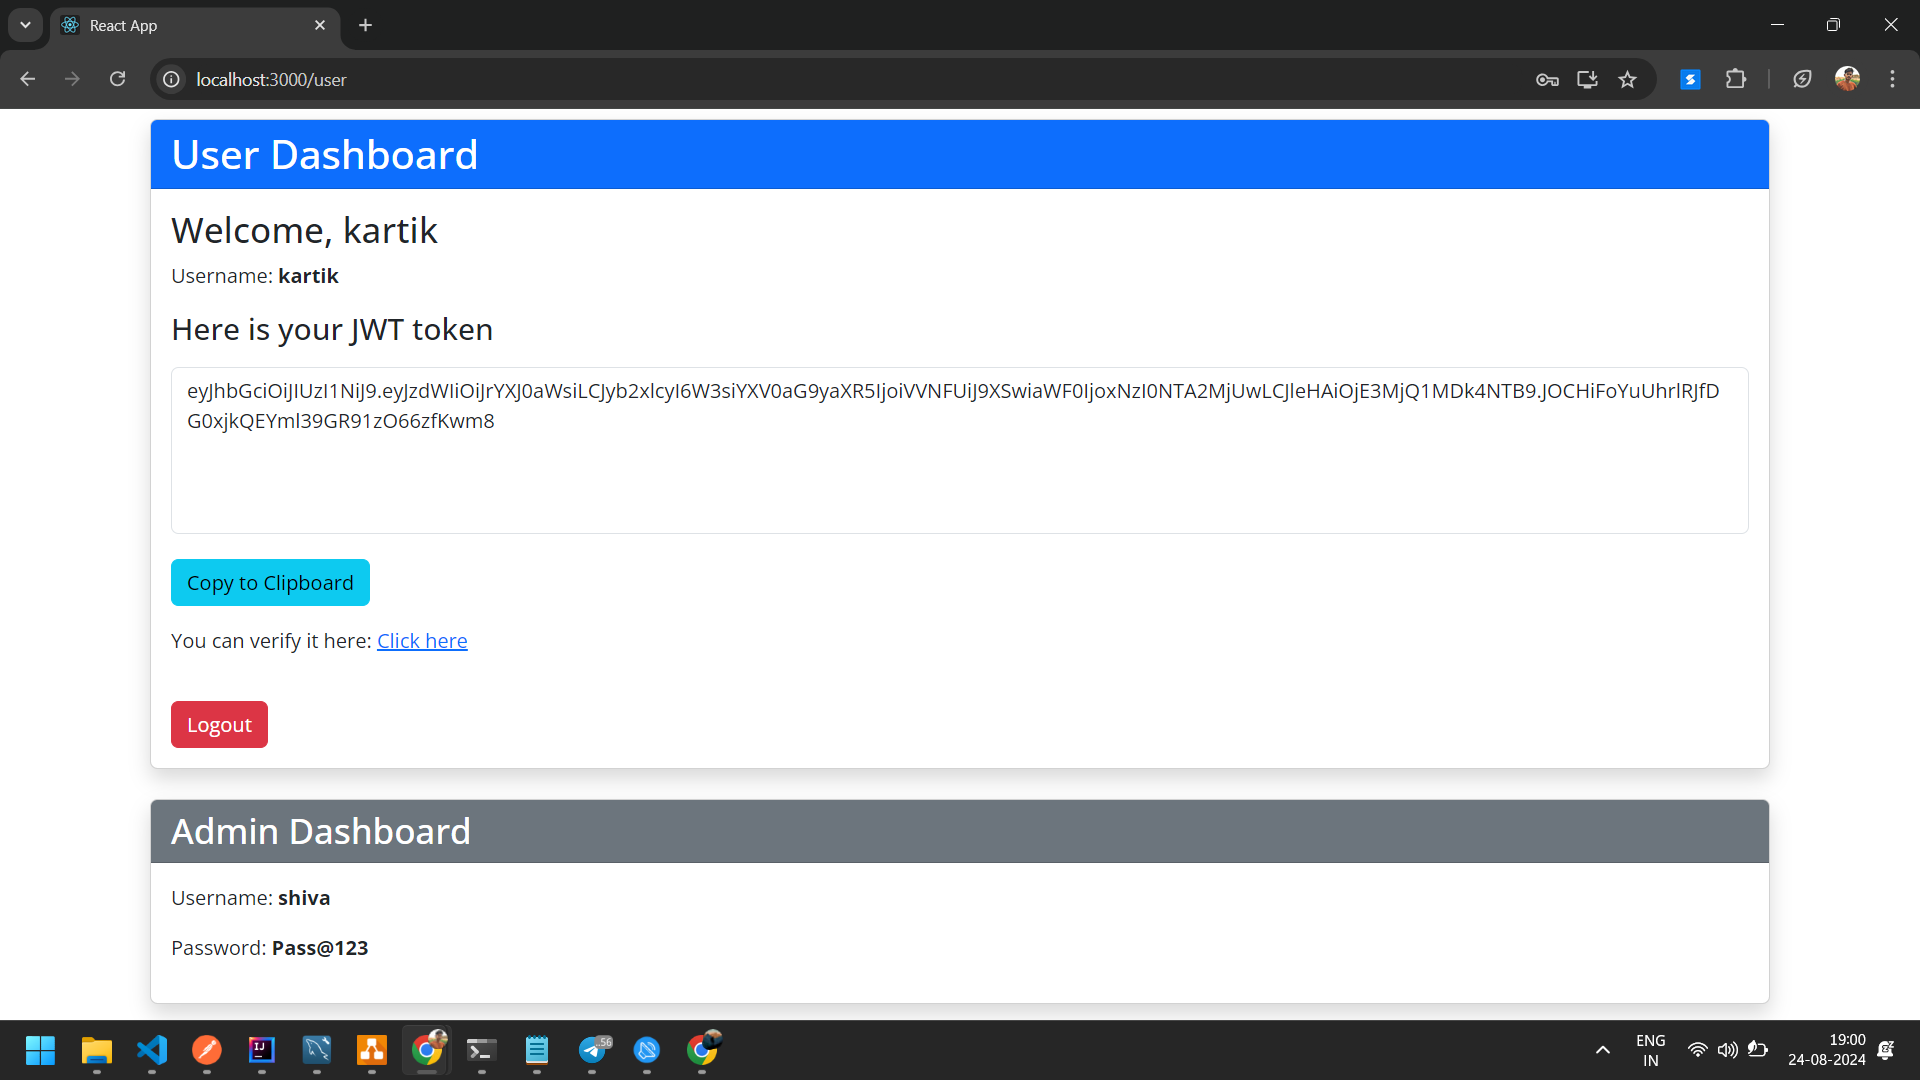 React App
localhost:3000/user
User Dashboard
Welcome, kartik
Username: kartik
Here is your JWT token
eyJhbGciOiJIUzI1NiJ9.eyJzdWIiOiJrYXJ0aWsiLCJyb2xlcyI6W3siYXV0aG9yaXR5IjoiVVNFUiJ9XSwiaWF0IjoxNzI0NTA2MjUwLCJleHAiOjE3MjQ1MDk4NTB9.JOCHiFoYuUhrlRJfD
G0xjkQEYml39GR91zO66zfKwm8
Copy to Clipboard
You can verify it here: Click here
Logout
Admin Dashboard
Username: shiva
Password: Pass@123
ENG
IN
19:00
24-08-2024